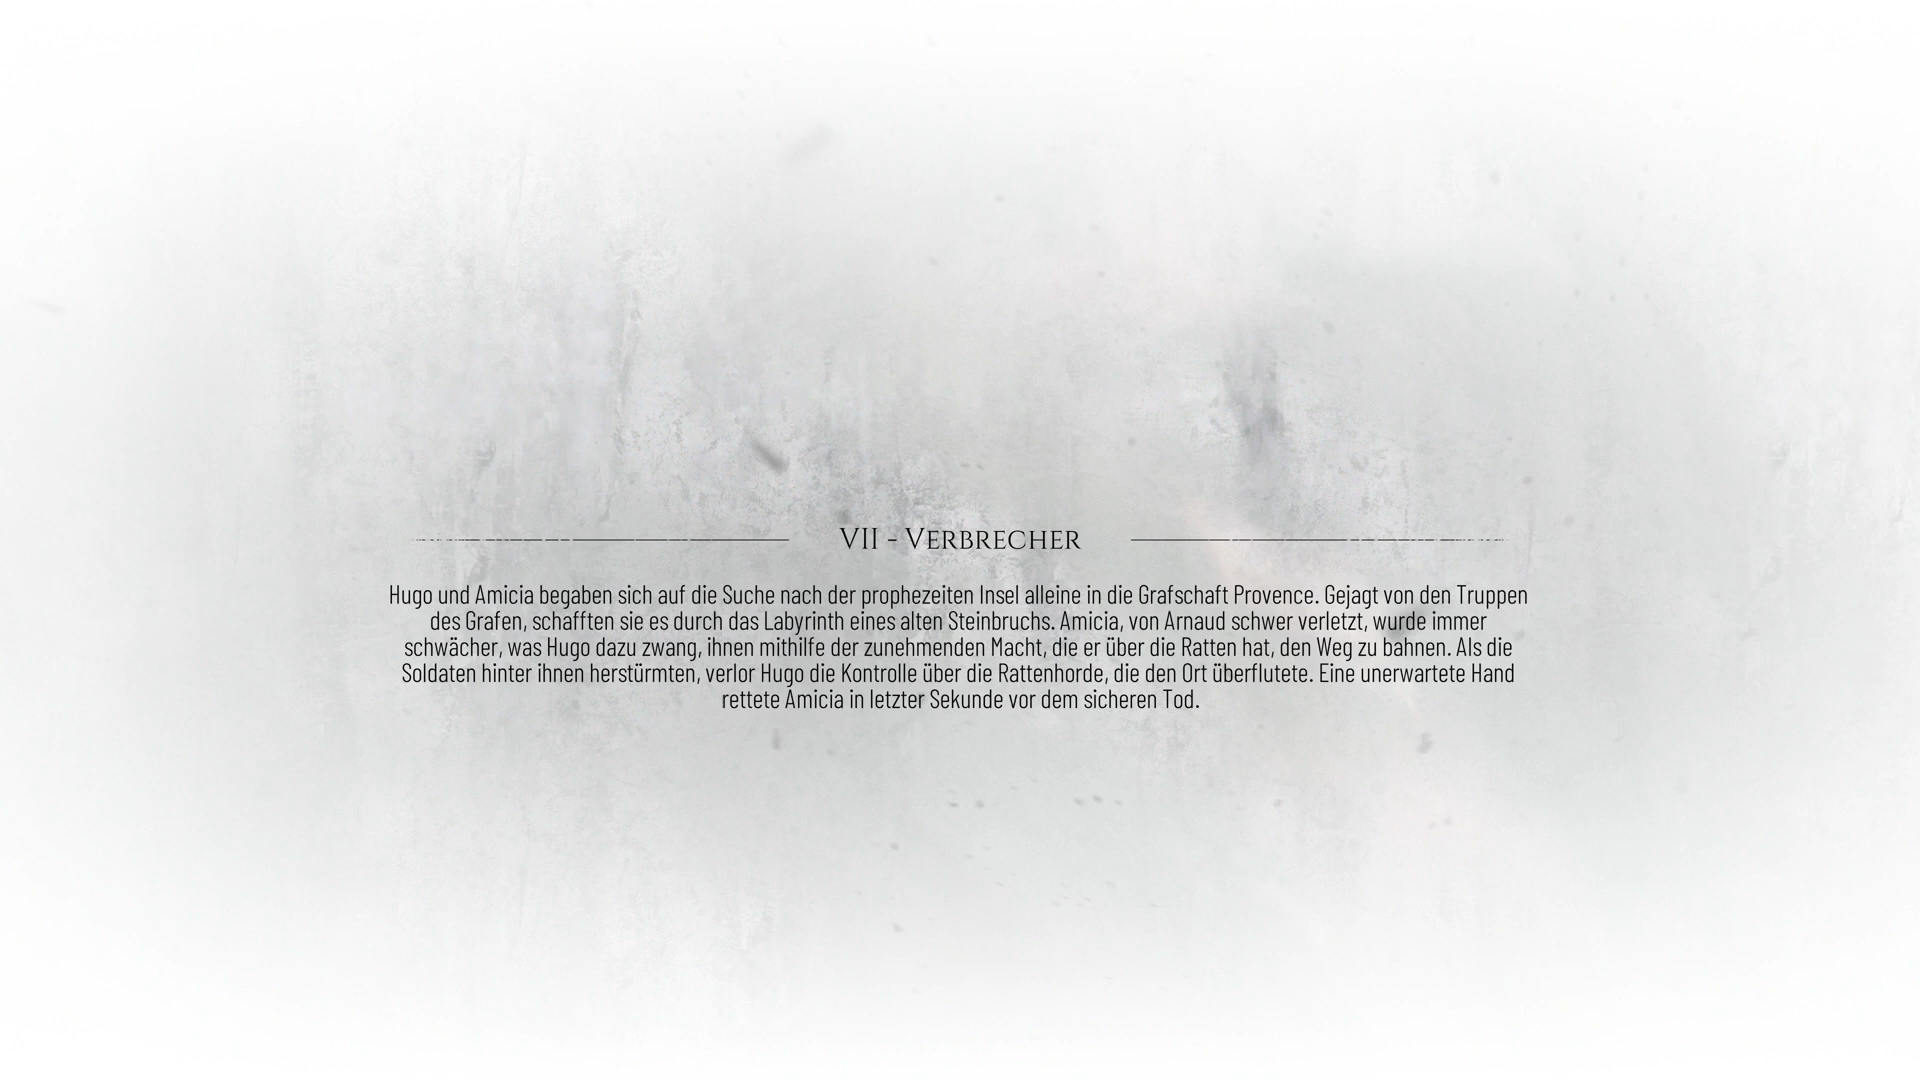 VII - Verbrecher
Hugo und Amicia begaben sich auf die Suche nach der prophezeiten Insel alleine in die Grafschaft Provence. Gejagt von den Truppen
des Grafen, schafften sie es durch das Labyrinth eines alten Steinbruchs. Amicia, von Arnaud schwer verletzt, wurde immer
schwächer, was Hugo dazu zwang, ihnen mithilfe der zunehmenden Macht, die er über die Ratten hat, den Weg zu bahnen. Als die
Soldaten hinter ihnen herstürmten, verlor Hugo die Kontrolle über die Rattenhorde, die den Ort überflutete. Eine unerwartete Hand
rettete Amicia in letzter Sekunde vor dem sicheren Tod.